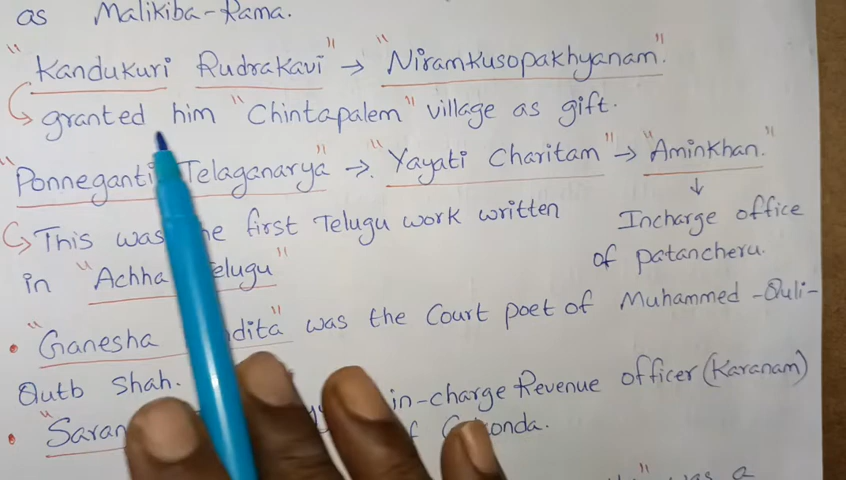 as Malikiba-Rama.
"Kandukuri Rudrakavi" → "Niramkusopakhyanam".
granted him "Chintapalem" village as gift.
"Ponneganti Telaganarya" →. "Yayati Charitam" → "Aminkhan."
↓
This was the first Telugu work written
Incharge office
in "Achha Telugu"
of patancheru.
• "Ganesha dita" was the Court poet of Muhammed-Quli-
Qutb shah.
in-charge Revenue officer (Karanam)
• "Saran
was a